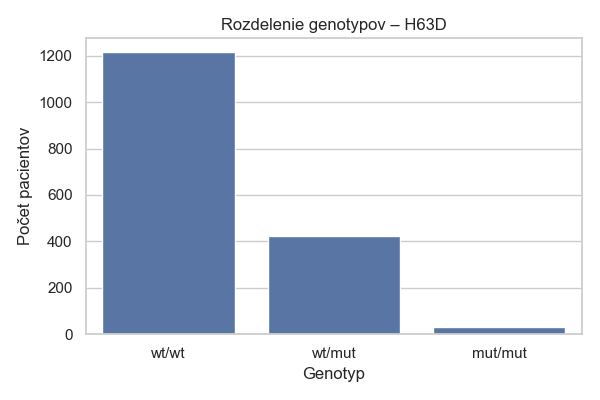 Rozdelenie genotypov – H63D
Počet pacientov
1200
1000
800
600
400
200
0
wt/wt
wt/mut
mut/mut
Genotyp